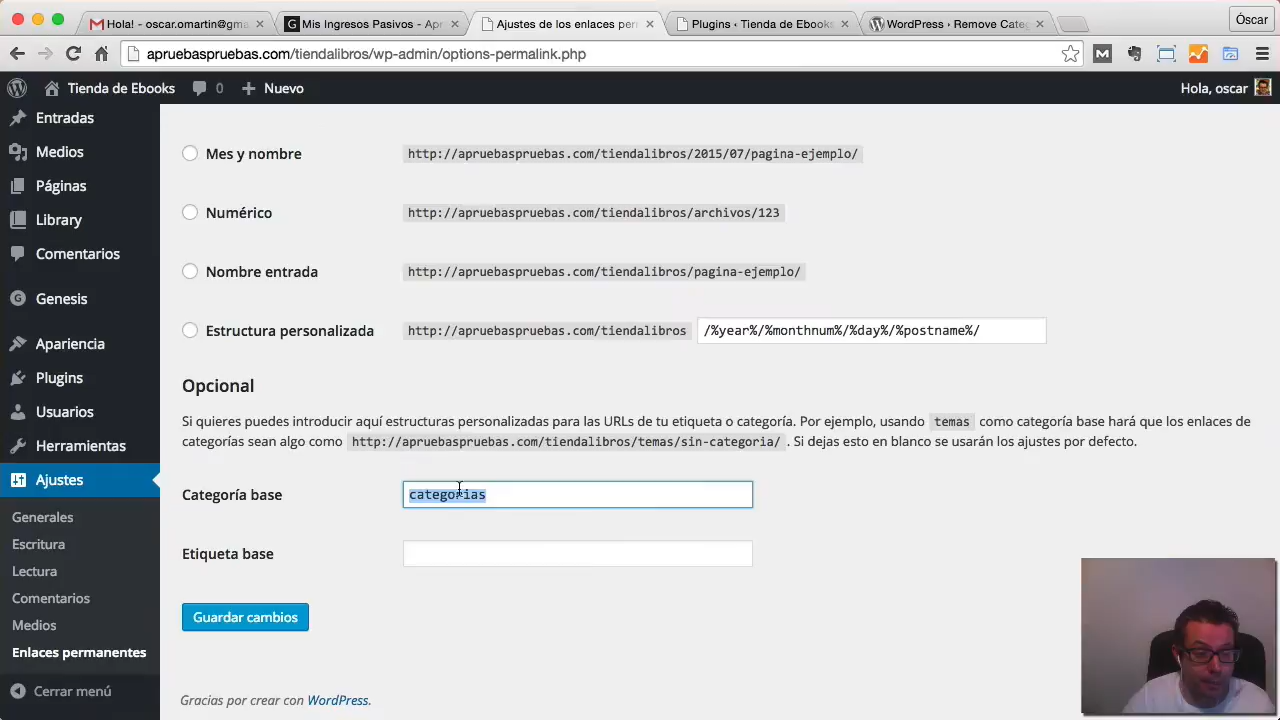 Hola! - oscar.omartin@gma
Mis Ingresos Pasivos - Apr
Ajustes de los enlaces per
Plugins ‹ Tienda de Ebooks
WordPress › Remove Cate
Óscar
apruebaspruebas.com/tiendalibros/wp-admin/options-permalink.php
Tienda de Ebooks
0
Nuevo
Hola, oscar
Entradas
Medios
Páginas
Library
Comentarios
Genesis
Apariencia
Plugins
Usuarios
Herramientas
Ajustes
Generales
Escritura
Lectura
Comentarios
Medios
Enlaces permanentes
Cerrar menú
Mes y nombre
http://apruebaspruebas.com/tiendalibros/2015/07/pagina-ejemplo/
Numérico
http://apruebaspruebas.com/tiendalibros/archivos/123
Nombre entrada
http://apruebaspruebas.com/tiendalibros/pagina-ejemplo/
Estructura personalizada
http://apruebaspruebas.com/tiendalibros
/%year%/%monthnum%/%day%/%postname%/
Opcional
Si quieres puedes introducir aquí estructuras personalizadas para las URLs de tu etiqueta o categoría. Por ejemplo, usando temas como categoría base hará que los enlaces de
categorías sean algo como http://apruebaspruebas.com/tiendalibros/temas/sin-categoria/ . Si dejas esto en blanco se usarán los ajustes por defecto.
Categoría base
categorias
Etiqueta base
Guardar cambios
Gracias por crear con WordPress.